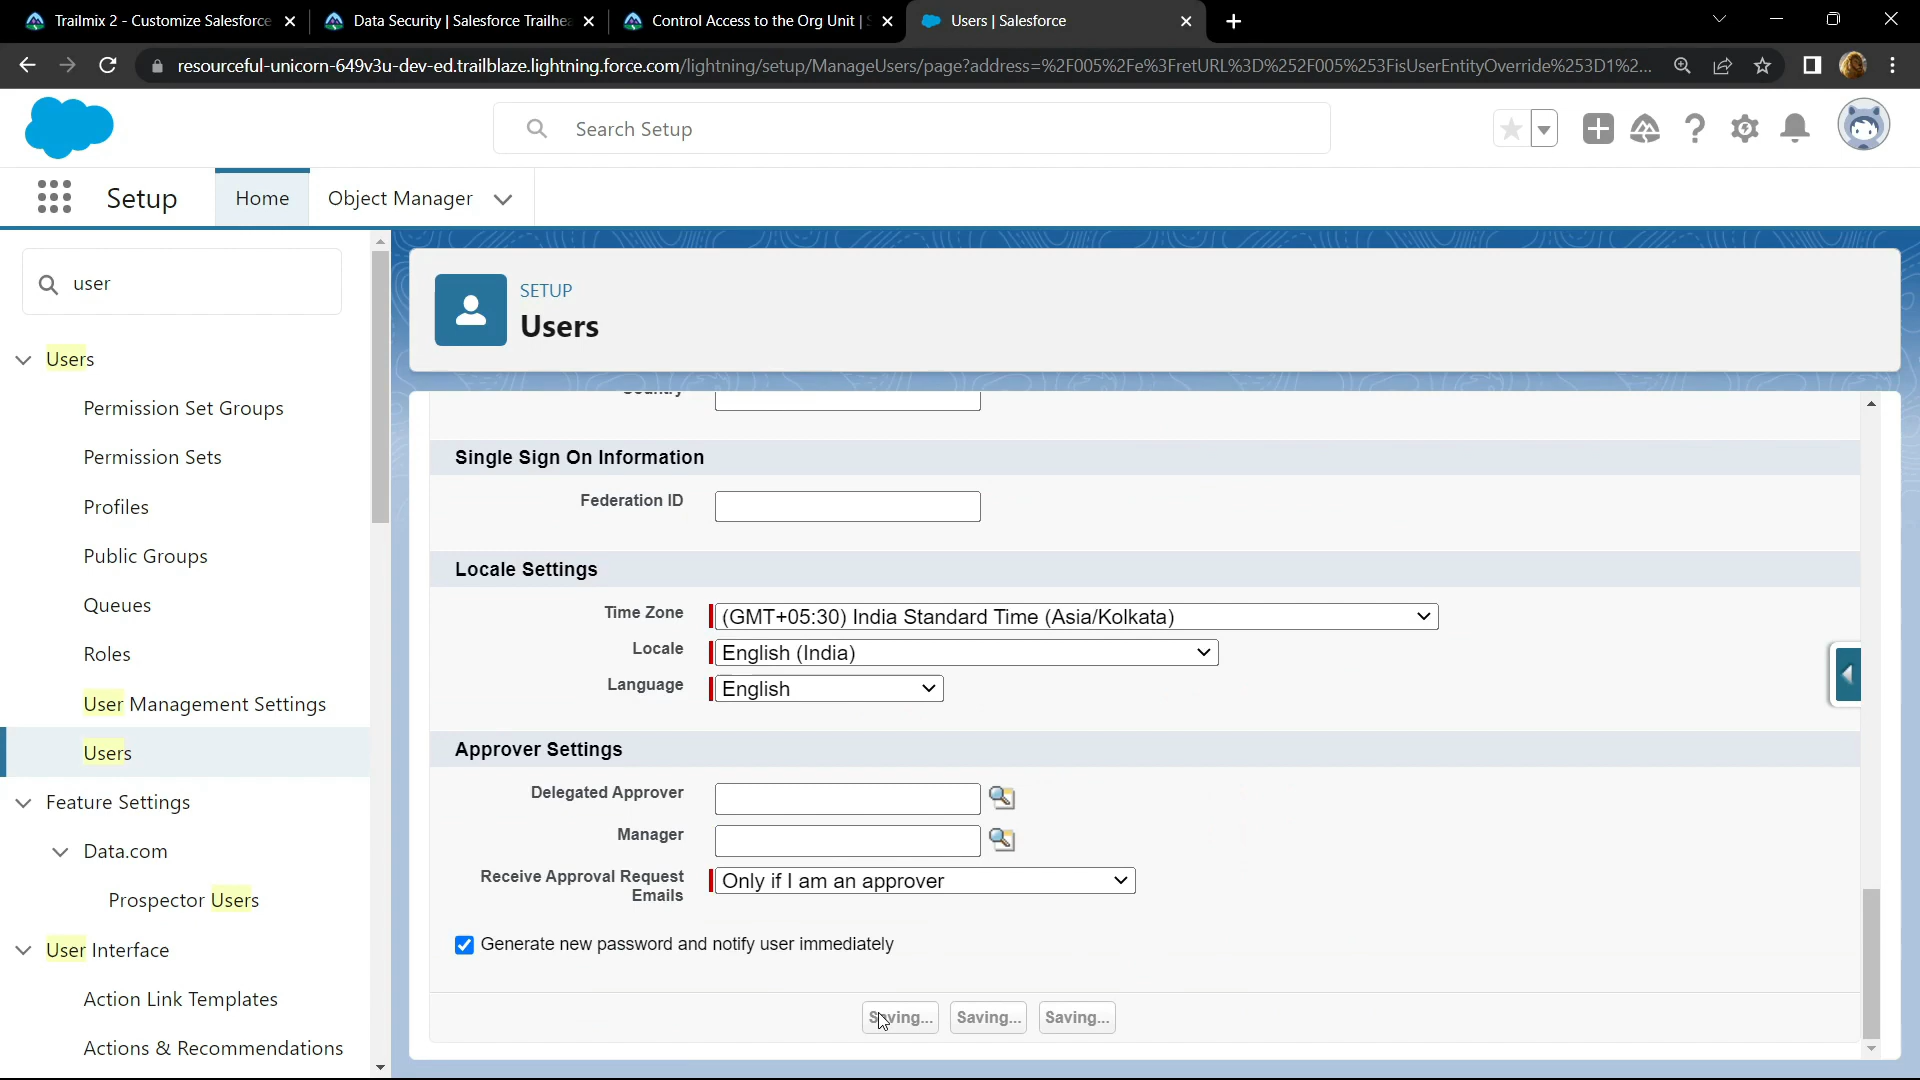 Trailmix 2 - Customize Salesforce
Data Security | Salesforce Trailhea
Control Access to the Org Unit | S
Users | Salesforce
resourceful-unicorn-649v3u-dev-ed.trailblaze.lightning.force.com/lightning/setup/ManageUsers/page?address=%2F005%2Fe%3FretURL%3D%252F005%253FisUserEntityOverride%253D1%2...
Search Setup
Setup
Home
Object Manager
user
SETUP
Users
Users
Permission Set Groups
Permission Sets
Profiles
Public Groups
Queues
Roles
User Management Settings
Users
Feature Settings
Data.com
Prospector Users
User Interface
Action Link Templates
Actions & Recommendations
Country
Single Sign On Information
Federation ID
Locale Settings
Time Zone
(GMT+05:30) India Standard Time (Asia/Kolkata)
Locale
English (India)
Language
English
Approver Settings
Delegated Approver
Manager
Receive Approval Request
Emails
Only if I am an approver
Generate new password and notify user immediately
Saving... Saving... Saving...